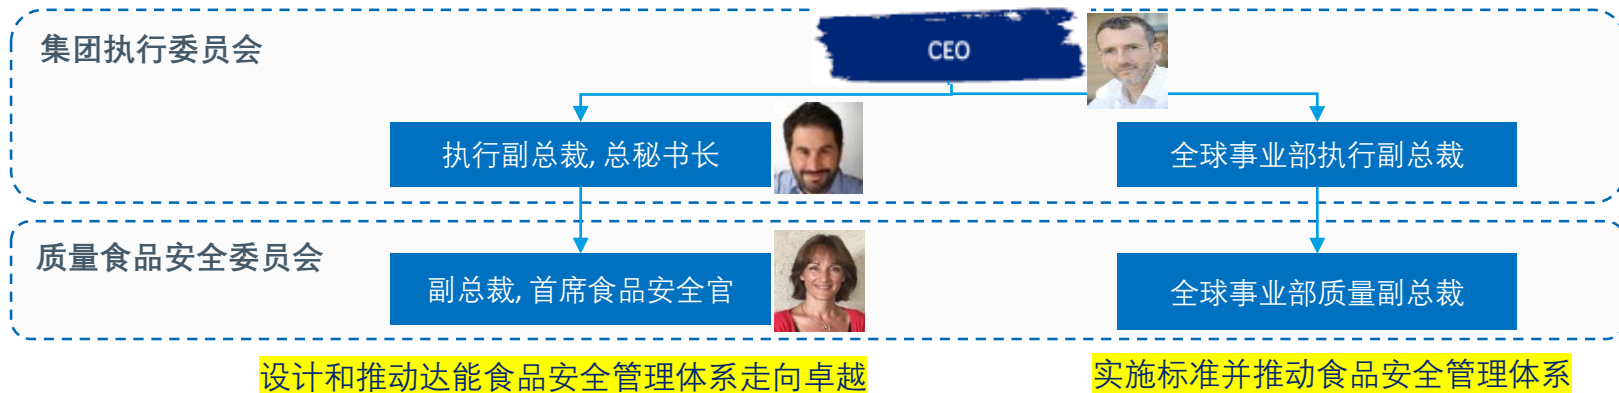 集团执行委员会
CEO
执行副总裁, 总秘书长
全球事业部执行副总裁
质量食品安全委员会
副总裁, 首席食品安全官
全球事业部质量副总裁
设计和推动达能食品安全管理体系走向卓越
实施标准并推动食品安全管理体系